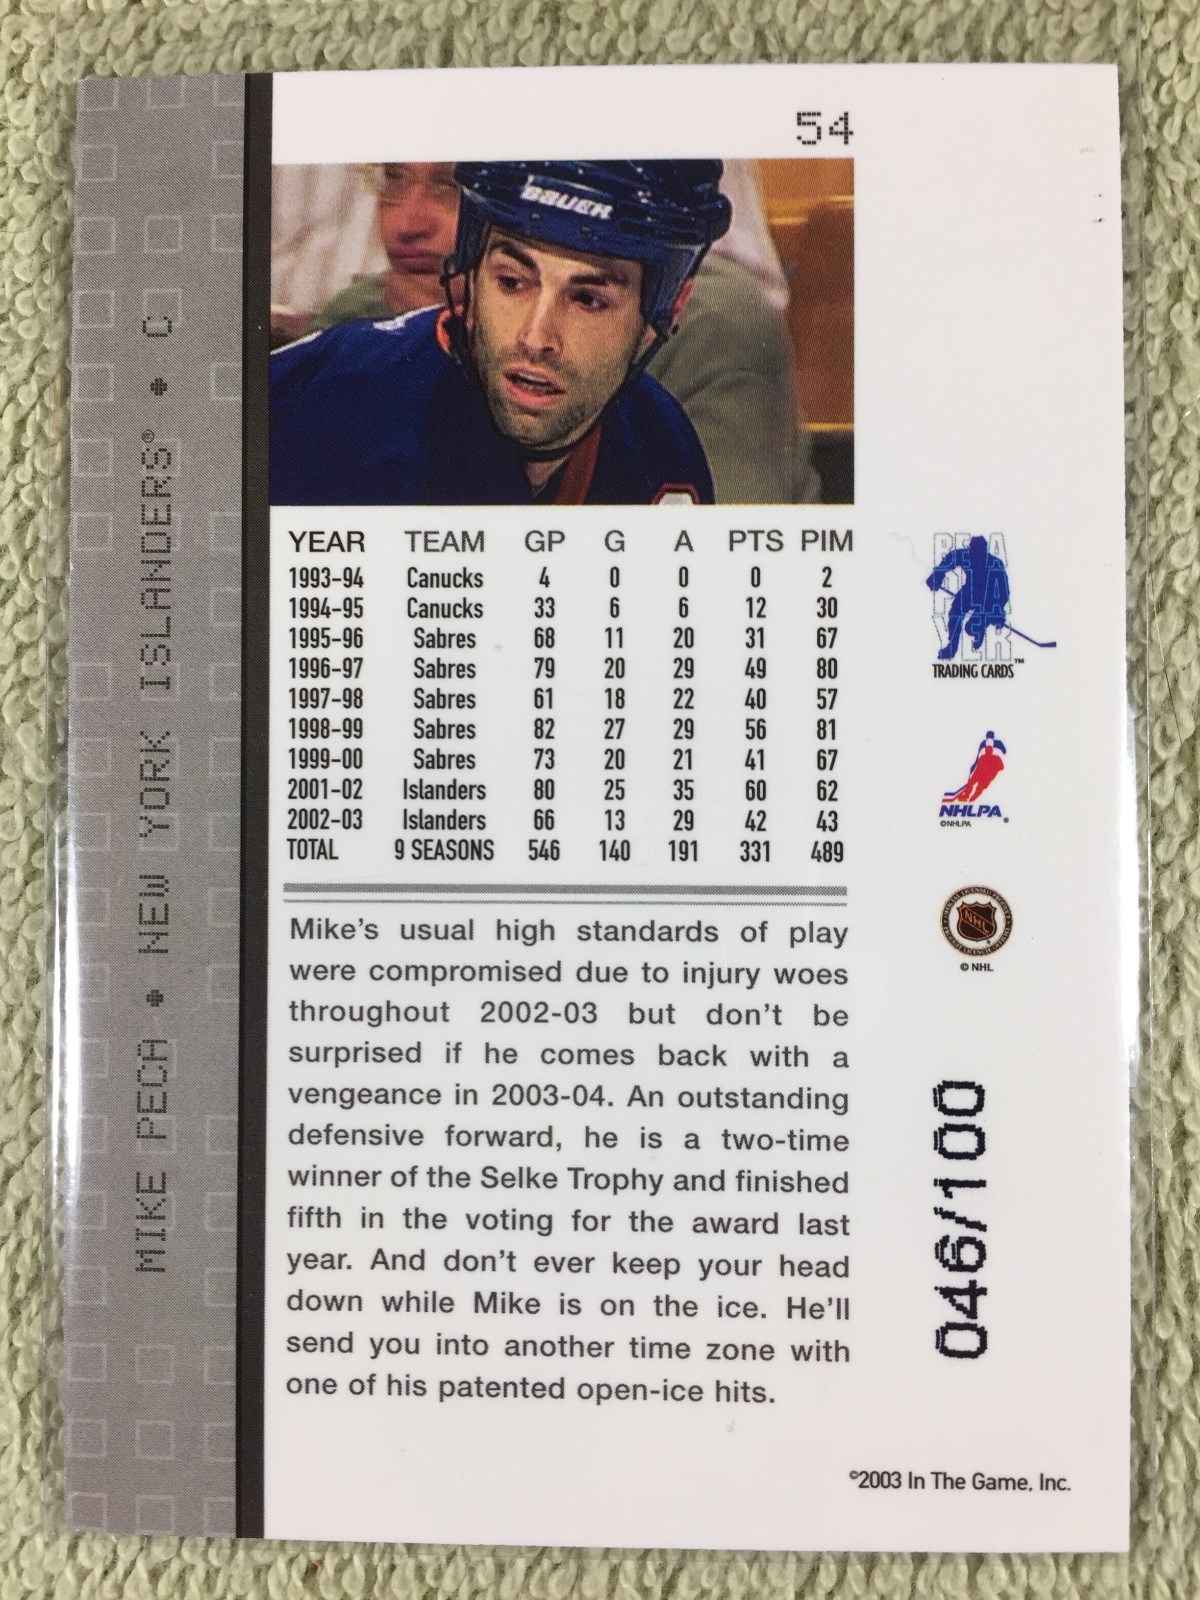 54
BAUER
YEAR TEAM GP G A PTS PIM
1993-94 Canucks 4 0 0 0 2
1994-95 Canucks 33 6 6 12 30
1995-96 Sabres 68 11 20 31 67
1996-97 Sabres 79 20 29 49 80
1997-98 Sabres 61 18 22 40 57
1998-99 Sabres 82 27 29 56 81
1999-00 Sabres 73 20 21 41 67
2001-02 Islanders 80 25 35 60 62
2002-03 Islanders 66 13 29 42 43
TOTAL 9 SEASONS 546 140 191 331 489
Mike's usual high standards of play
were compromised due to injury woes
throughout 2002-03 but don't be
surprised if he comes back with a
vengeance in 2003-04. An outstanding
defensive forward, he is a two-time
winner of the Selke Trophy and finished
fifth in the voting for the award last
year. And don't ever keep your head
down while Mike is on the ice. He'll
send you into another time zone with
one of his patented open-ice hits.
MIKE PECA • NEW YORK ISLANDERS® • C
BE A
PLA
YER
TRADING CARDS™
NHLPA®
©NHLPA
NHL
© NHL
046/100
©2003 In The Game, Inc.